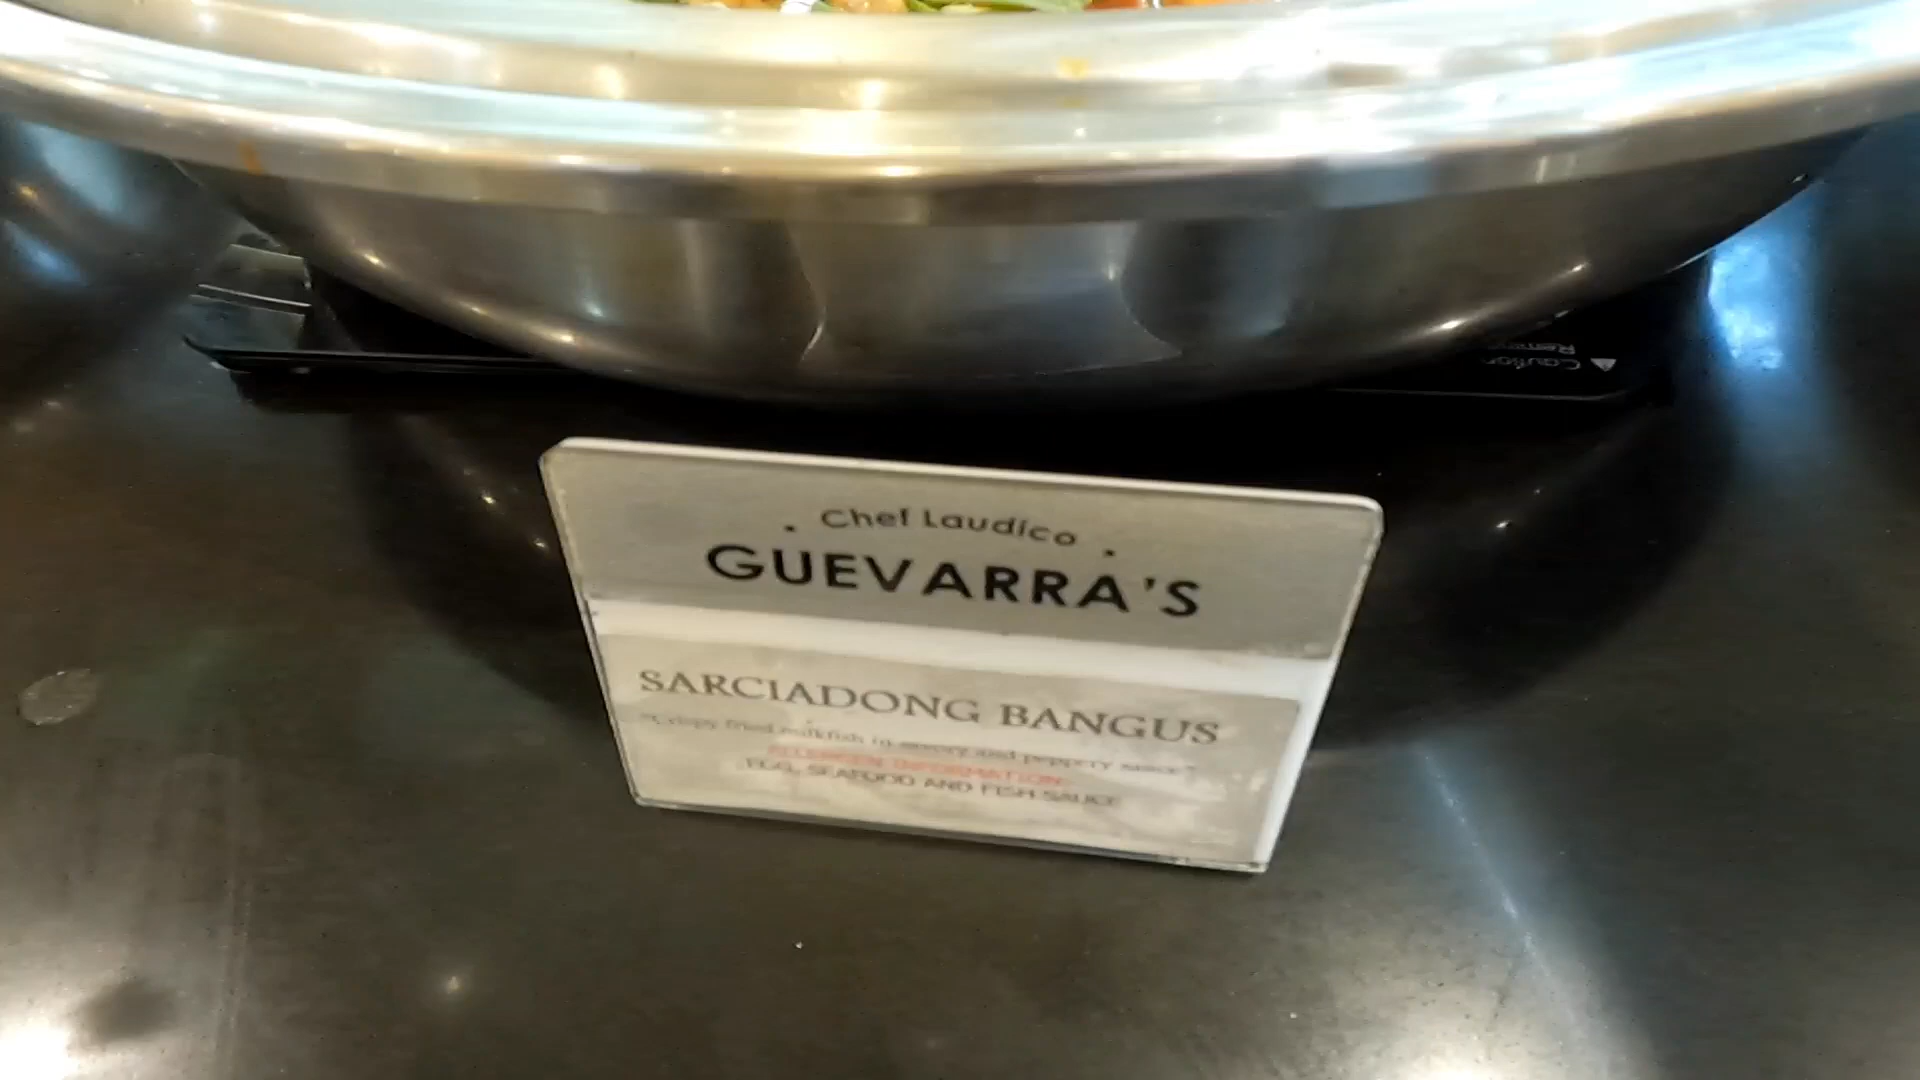 Chef Laudico
GUEVARRA'S
SARCIADONG BANGUS
"Crispy fried milkfish in savory and peppery sauce"
ALLERGEN INFORMATION:
EGG, SEAFOOD AND FISH SAUCE
Caution